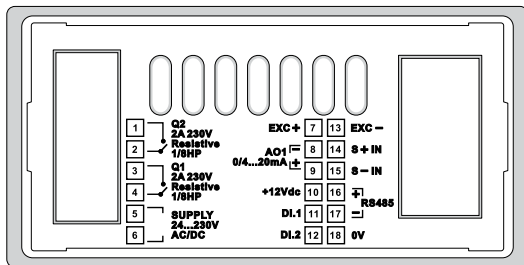 1 Q2
2A 230V
2 Resistive
1/8HP
3 Q1
2A 230V
4 Resistive
1/8HP
5 SUPPLY
24...230V
6 AC/DC
EXC+ 7 13 EXC-
AO1 - 8 14 S+IN
0/4...20mA + 9 15 S-IN
+12Vdc 10 16 + RS485
DI.1 11 17 -
DI.2 12 18 0V